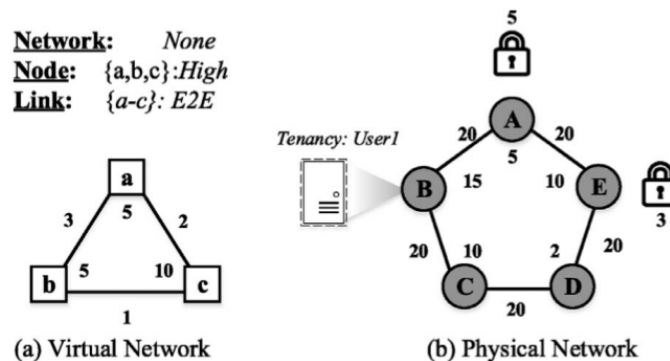 Network: None
Node: {a,b,c}:High
Link: {a-c}: E2E
a
5
3
2
b
5
10
c
1
(a) Virtual Network
5
Tenancy: User1
A
20
20
5
B
15
10
E
3
20
10
2
20
C
D
20
(b) Physical Network